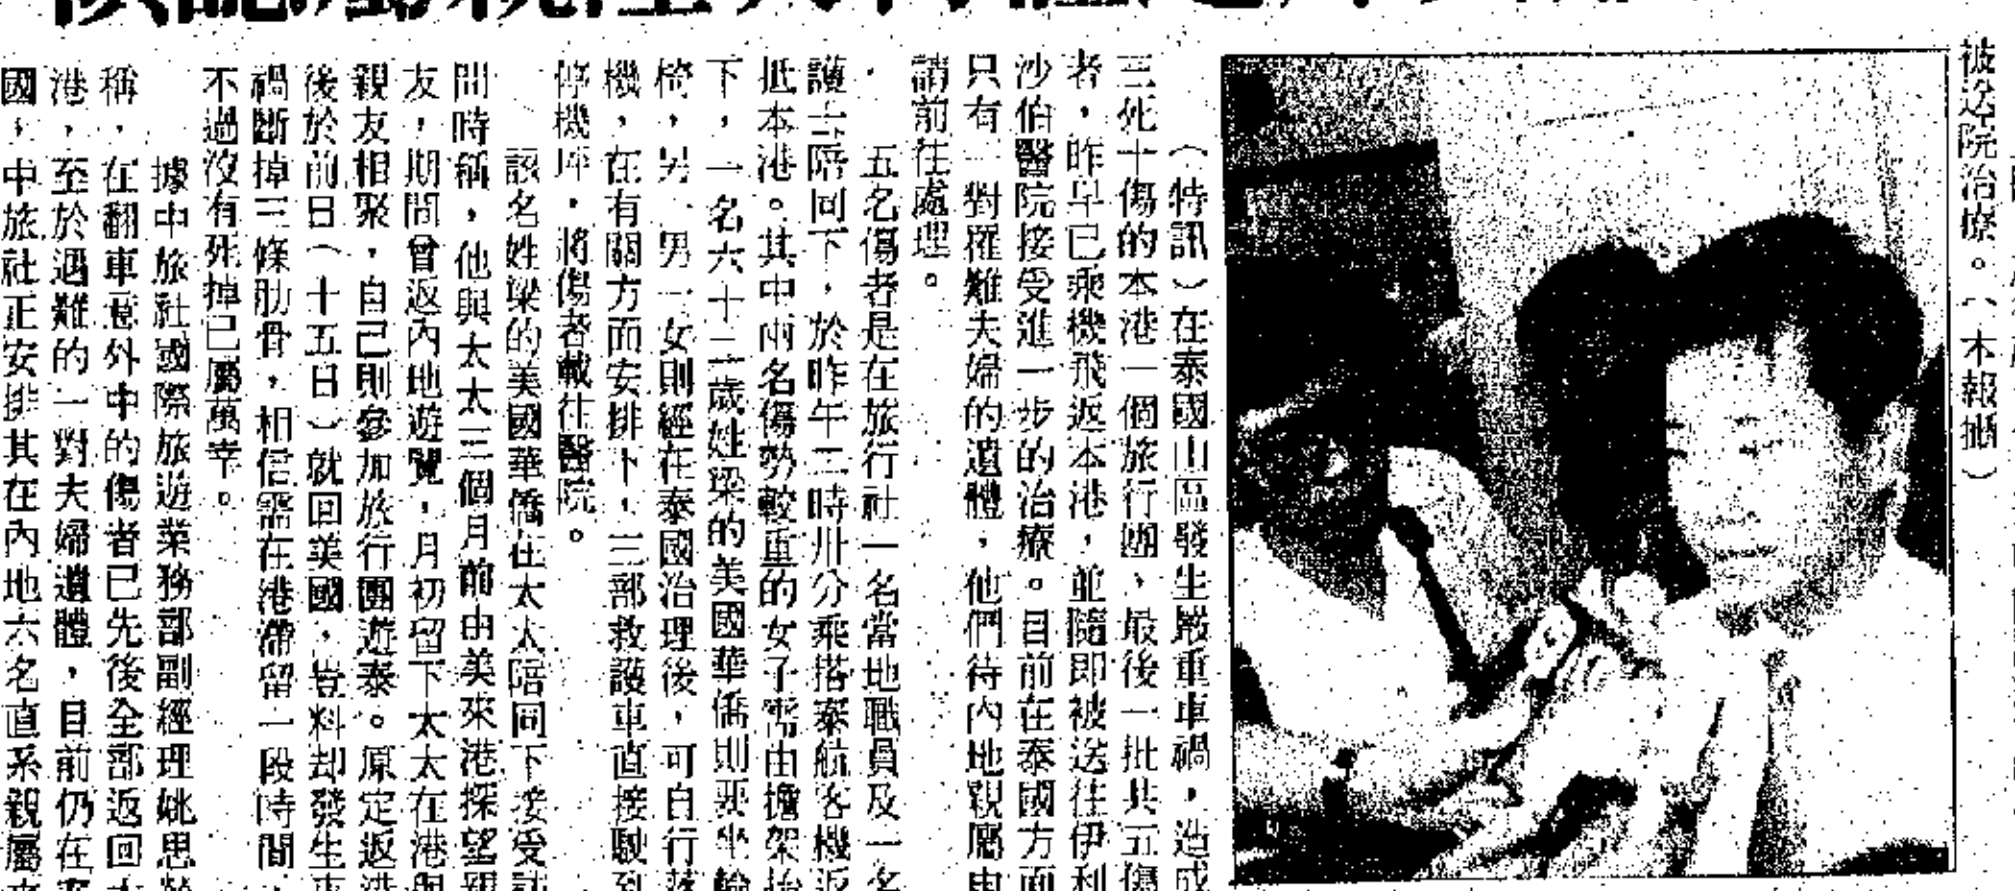 被送院治療。（本報攝）
（特訊）在泰國山區發生嚴重車禍，造成
三死十傷的本港一個旅行團，最後一批共五傷
者，昨早已乘機飛返本港，並隨即被送往伊利
沙伯醫院接受進一步的治療。目前在泰國方面
只有一對罹難夫婦的遺體，他們待內地親屬申
請前往處理。
五名傷者是在旅行社一名當地職員及一名
護士陪同下，於昨午二時卅分乘搭泰航客機返
抵本港。其中兩名傷勢較重的女子需由擔架抬
下，一名六十二歲姓梁的美國華僑則要坐輪
椅，另一男一女則經在泰國治理後，可自行落
機，在有關方面安排下，三部救護車直接駛到
停機坪，將傷者載往醫院。
該名姓梁的美國華僑在太太陪同下接受訪
問時稱，他與太太三個月前由美來港探望親
友，期間曾返內地遊覽，月初留下太太在港與
親友相聚，自己則參加旅行團遊泰。原定返港
後於前日（十五日）就回美國，豈料却發生車
禍斷掉三條肋骨，相信需在港滯留一段時間，
不過沒有死掉已屬萬幸。
據中旅社國際旅遊業務部副經理姚思
稱，在翻車意外中的傷者已先後全部返回本
港，至於遇難的一對夫婦遺體，目前仍在泰
國，中旅社正安排其在內地六名直系親屬